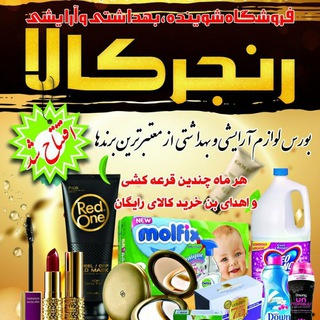 فروشگاه شوینده، بهداشتی و آرایشی
رنجر کالا
افتتاح شد
بورس لوازم آرایشی و بهداشتی از معتبرترین برندها
هر ماه چندین قرعه کشی
و اهدای بن خرید کالای رایگان
Red
One
NEW
molfix
Down